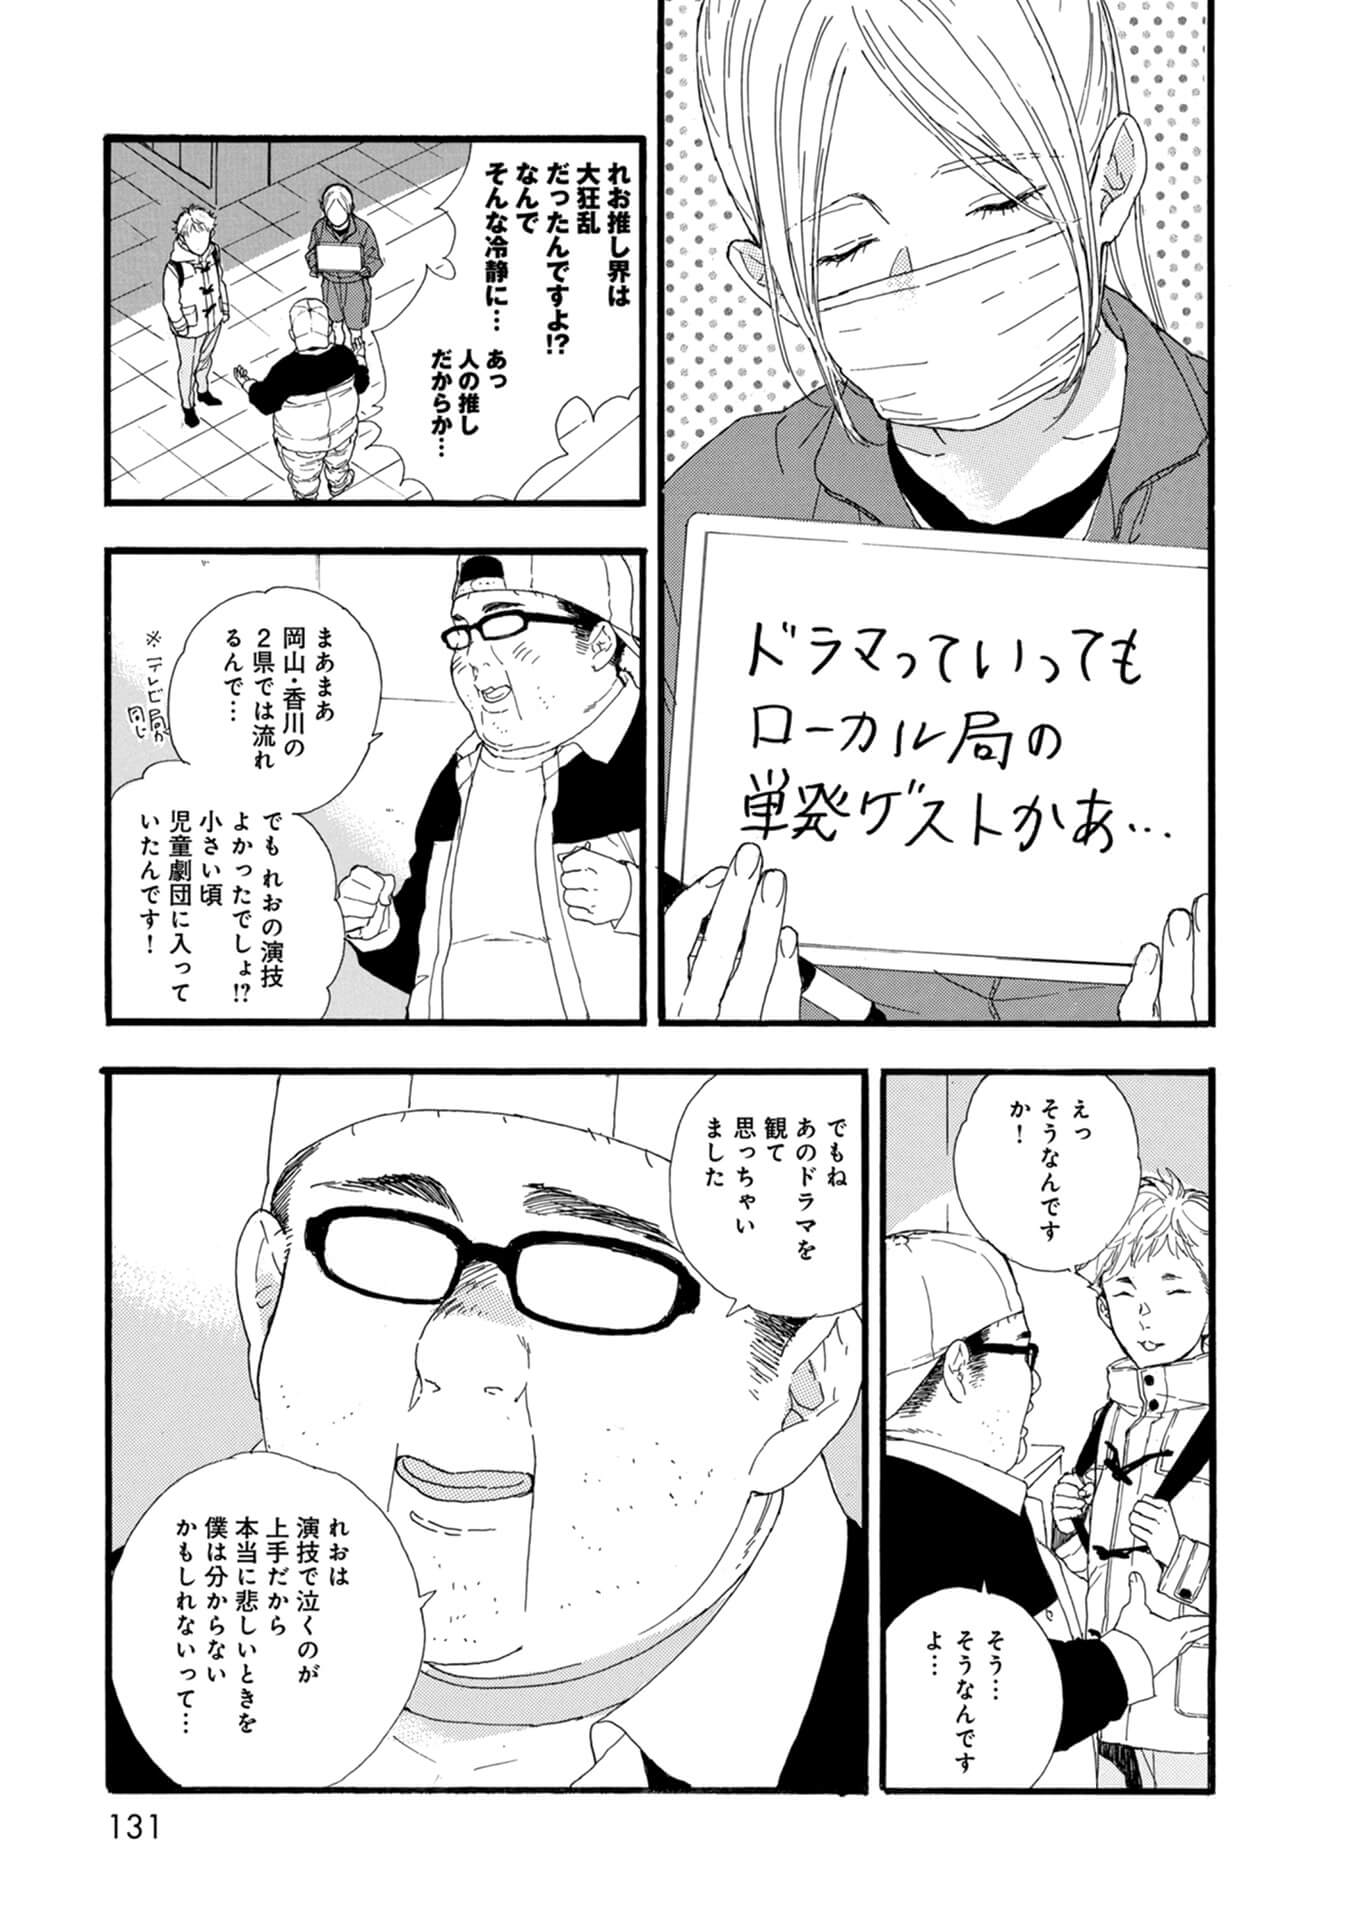 ドラマっていっても
ローカル局の
単発ゲストかあ…
れお推し界は
大狂乱
だったんですよ!?
なんで
そんな冷静に…
あっ
人の推し
だからか…
まあまあ
岡山・香川の
2県では流れ
るんで…
※テレビ局が
同じ
でも れおの演技
よかったでしょ!?
小さい頃
児童劇団に入って
いたんです!
えっ
そうなんです
か!
そう…
そうなんです
よ…
でもね
あのドラマを
観て
思っちゃい
ました
れおは
演技で泣くのが
上手だから
本当に悲しいときを
僕は分からない
かもしれないって…
131